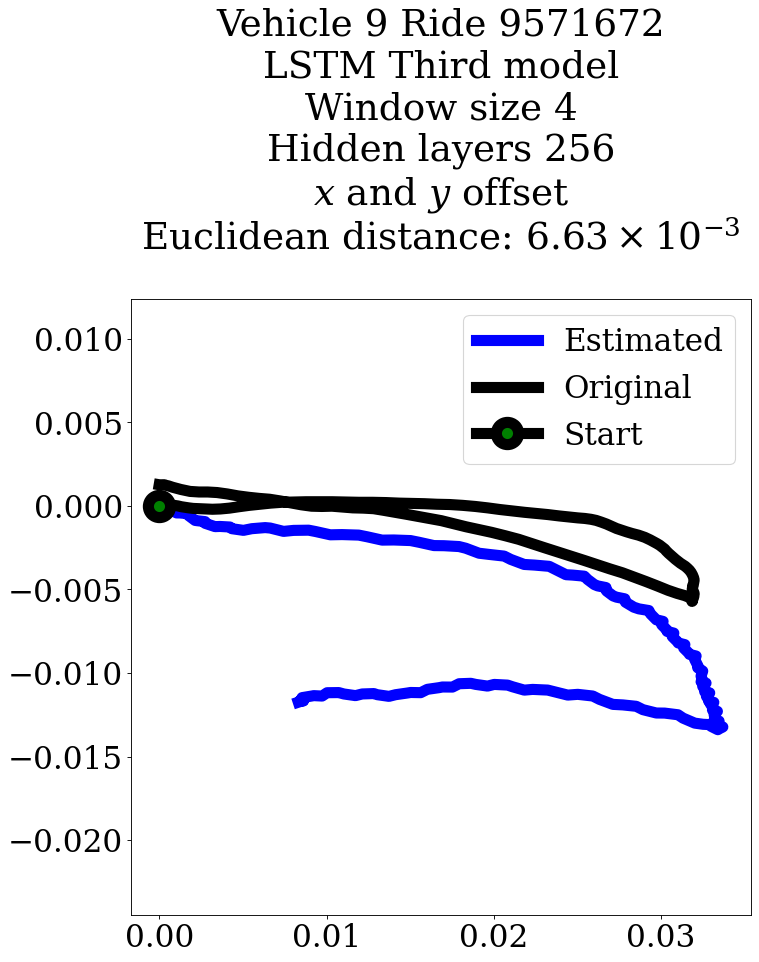 Vehicle 9 Ride 9571672
LSTM Third model
Window size 4
Hidden layers 256
x and y offset
Euclidean distance: 6.63 × 10⁻³
Estimated
Original
Start
0.010
0.005
0.000
−0.005
−0.010
−0.015
−0.020
0.00 0.01 0.02 0.03